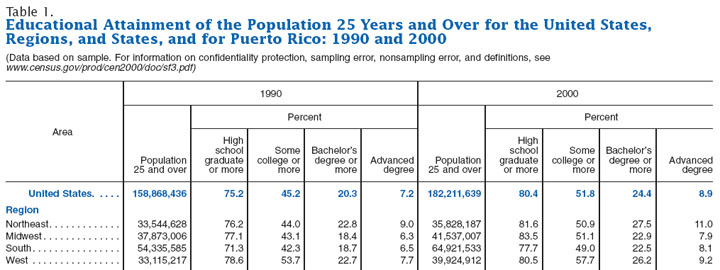 Table 1.
Educational Attainment of the Population 25 Years and Over for the United States,
Regions, and States, and for Puerto Rico: 1990 and 2000
(Data based on sample. For information on confidentiality protection, sampling error, nonsampling error, and definitions, see
www.census.gov/prod/cen2000/doc/sf3.pdf)
Area
1990 2000
Population
25 and over
Percent
High
school
graduate
or more
Some
college or
more
Bachelor's
degree or
more
Advanced
degree
Population
25 and over
Percent
High
school
graduate
or more
Some
college or
more
Bachelor's
degree or
more
Advanced
degree
United States. . . . . 158,868,436 75.2 45.2 20.3 7.2 182,211,639 80.4 51.8 24.4 8.9
Region
Northeast. . . . . . . . . . . . . 33,544,628 76.2 44.0 22.8 9.0 35,828,187 81.6 50.9 27.5 11.0
Midwest. . . . . . . . . . . . . . 37,873,006 77.1 43.1 18.4 6.3 41,537,007 83.5 51.1 22.9 7.9
South. . . . . . . . . . . . . . . . 54,335,585 71.3 42.3 18.7 6.5 64,921,533 77.7 49.0 22.5 8.1
West . . . . . . . . . . . . . . . . 33,115,217 78.6 53.7 22.7 7.7 39,924,912 80.5 57.7 26.2 9.2